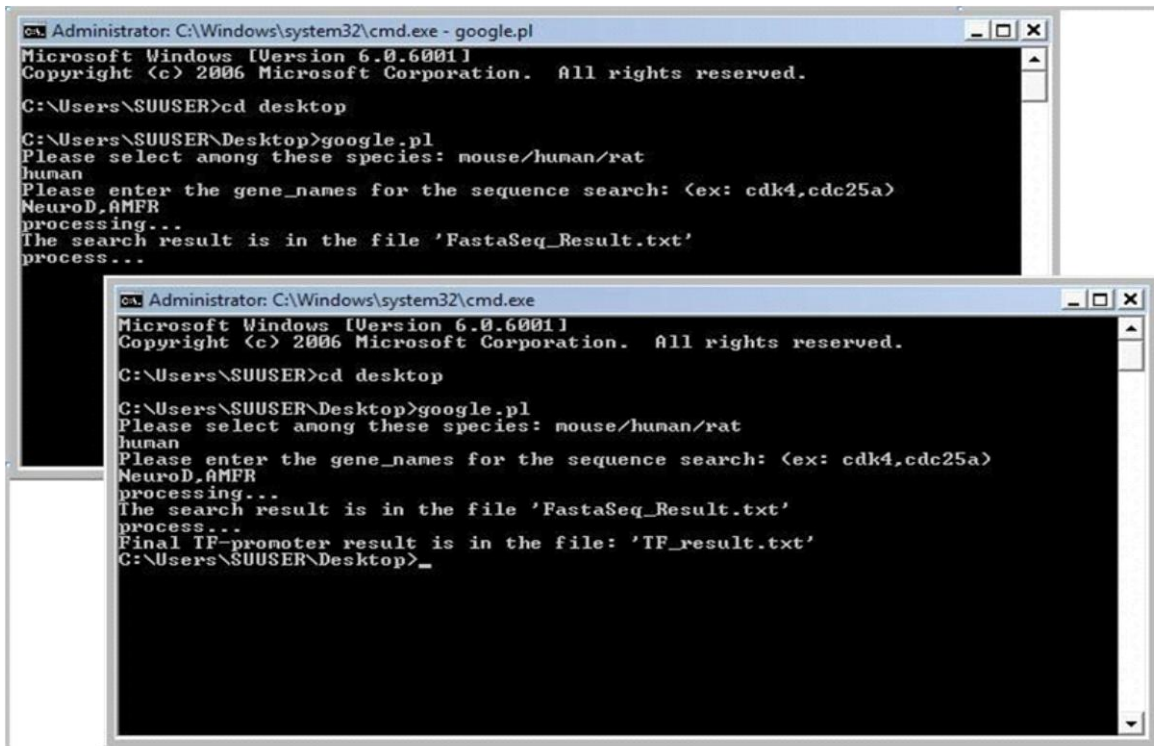 Administrator: C:\Windows\system32\cmd.exe - google.pl
Microsoft Windows [Version 6.0.6001]
Copyright (c) 2006 Microsoft Corporation.  All rights reserved.
C:\Users\SUUSER>cd desktop
C:\Users\SUUSER\Desktop>google.pl
Please select among these species: mouse/human/rat
human
Please enter the gene_names for the sequence search: (ex: cdk4,cdc25a)
NeuroD,AMFR
processing...
The search result is in the file 'FastaSeq_Result.txt'
process...
Administrator: C:\Windows\system32\cmd.exe
Microsoft Windows [Version 6.0.6001]
Copyright (c) 2006 Microsoft Corporation.  All rights reserved.
C:\Users\SUUSER>cd desktop
C:\Users\SUUSER\Desktop>google.pl
Please select among these species: mouse/human/rat
human
Please enter the gene_names for the sequence search: (ex: cdk4,cdc25a)
NeuroD,AMFR
processing...
The search result is in the file 'FastaSeq_Result.txt'
process...
Final TF-promoter result is in the file: 'TF_result.txt'
C:\Users\SUUSER\Desktop>_